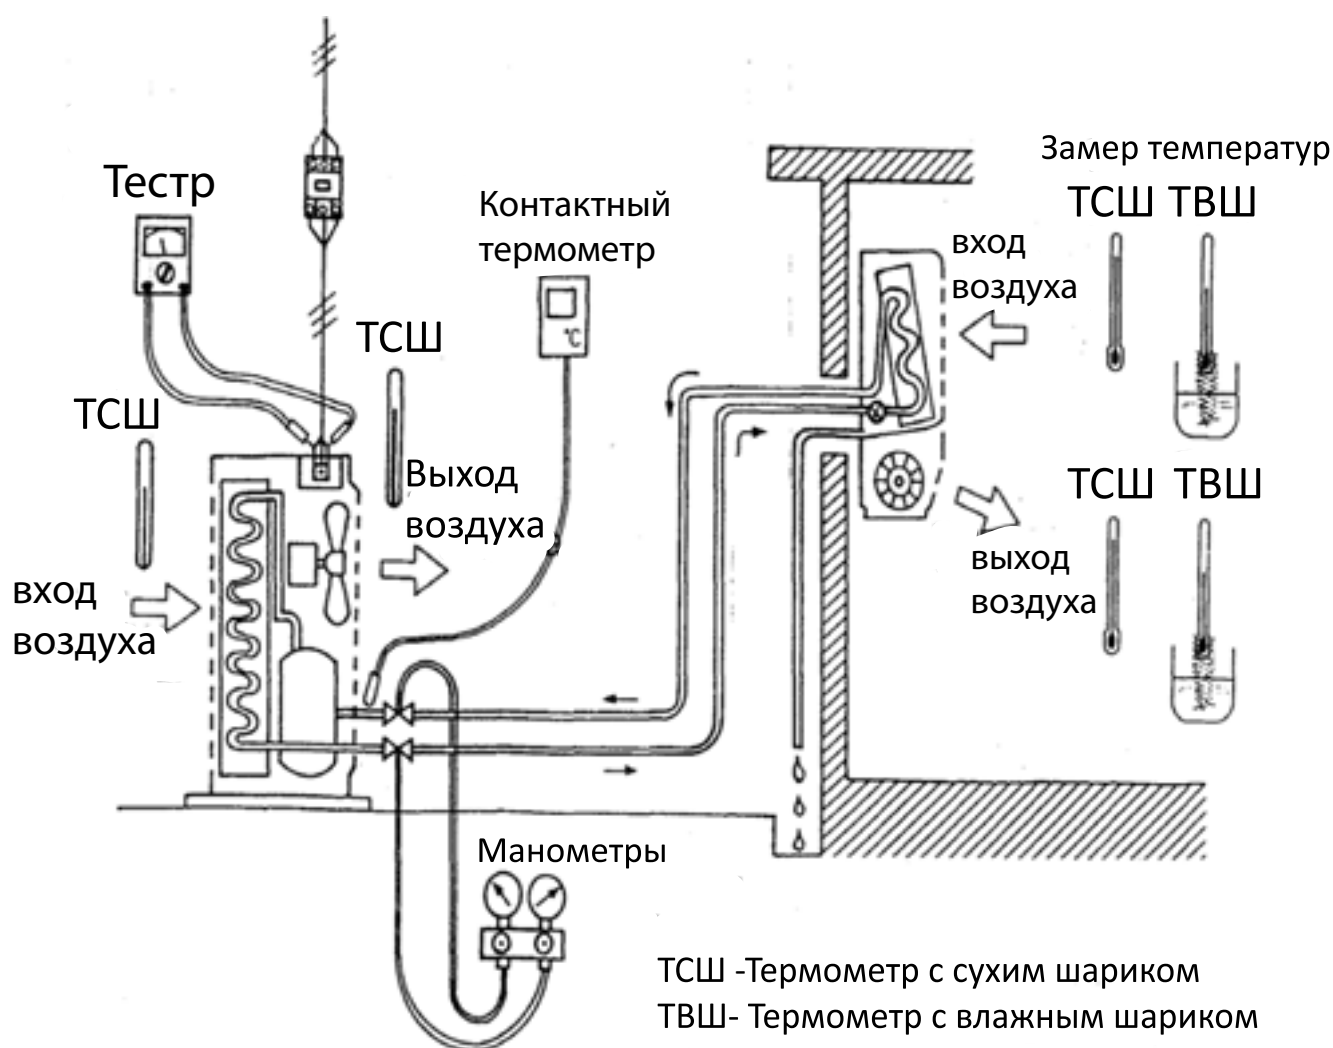 Замер температур
ТСШ ТВШ
Тестр
Контактный
термометр
вход
воздуха
ТСШ
°C
ТСШ
Выход
воздуха
ТСШ ТВШ
выход
воздуха
вход
воздуха
Манометры
ТСШ -Термометр с сухим шариком
ТВШ- Термометр с влажным шариком